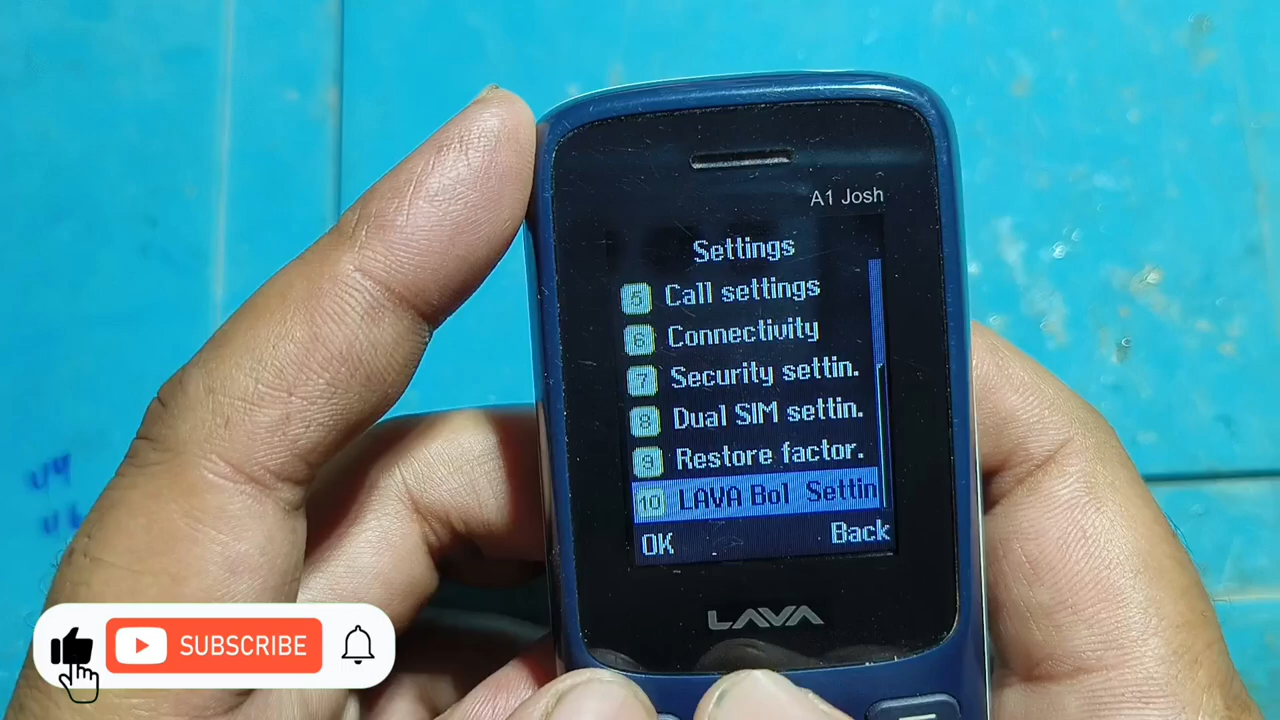 A1 Josh
Settings
5 Call settings
6 Connectivity
7 Security settin.
8 Dual SIM settin.
9 Restore factor.
10 LAVA Bol Settin
OK Back
LAVA
SUBSCRIBE